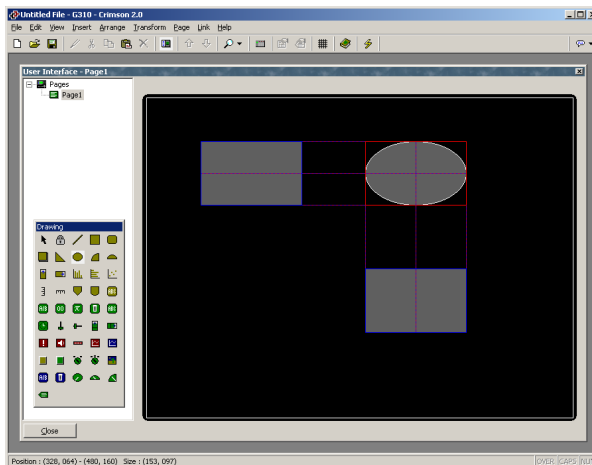 Untitled File - G310 - Crimson 2.0
File Edit View Insert Arrange Transform Page Link Help
User Interface - Page1
Pages
Page1
Drawing
Close
Position : (328, 064) - (480, 160) Size : (153, 097)
OVER CAPS